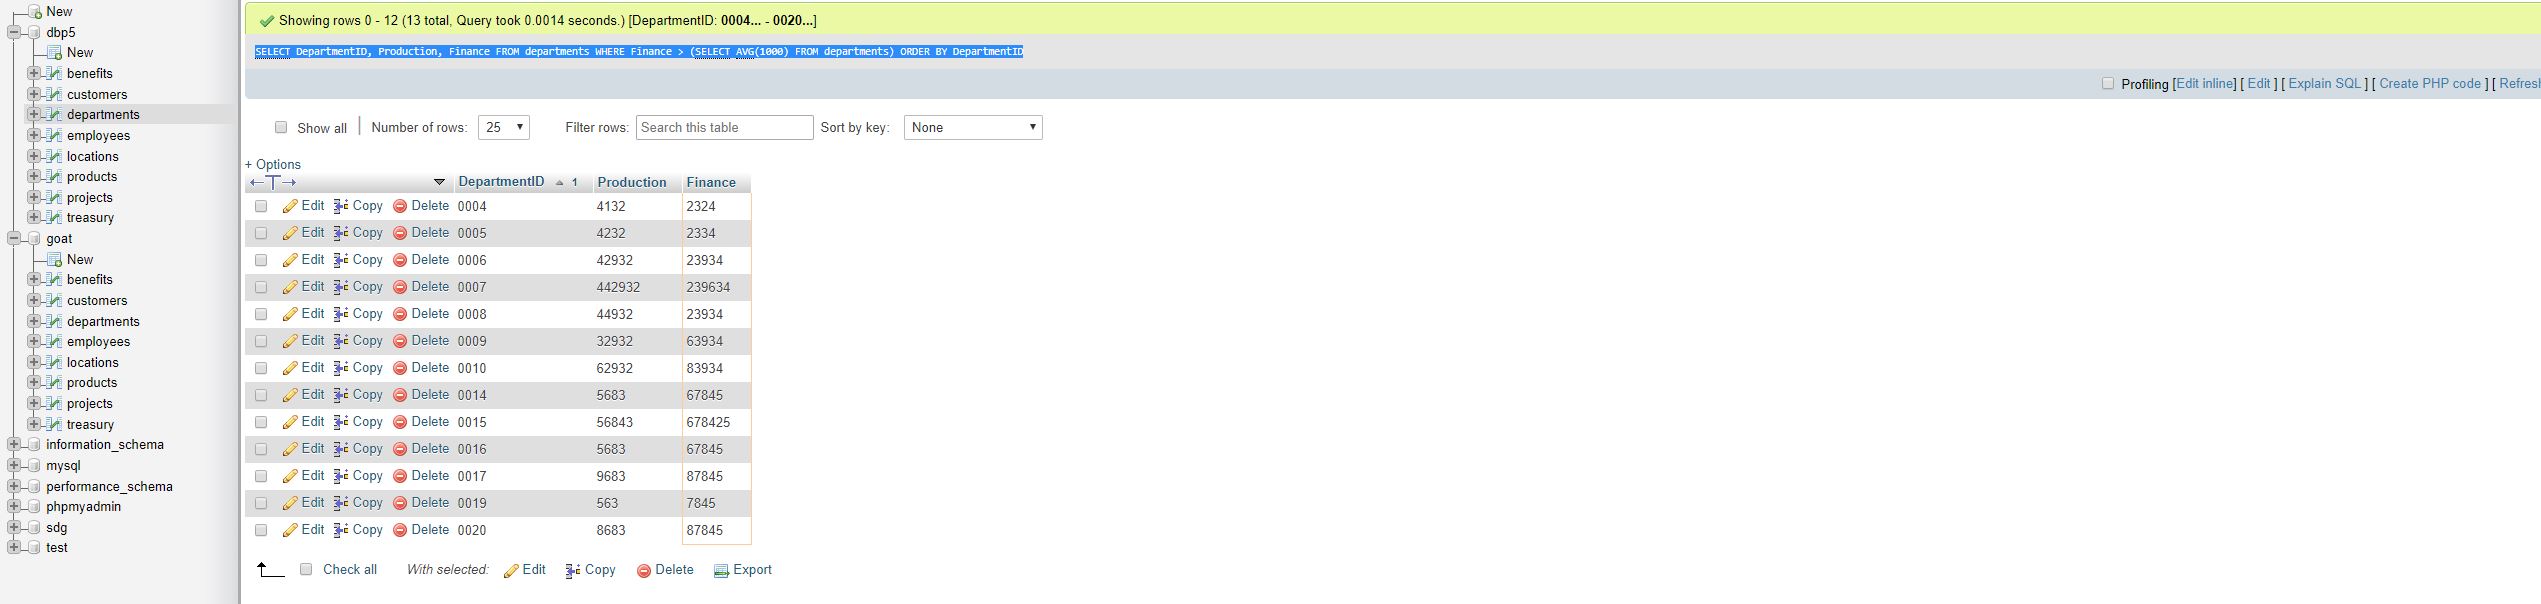 New
dbp5
New
benefits
customers
departments
employees
locations
products
projects
treasury
goat
New
benefits
customers
departments
employees
locations
products
projects
treasury
information_schema
mysql
performance_schema
phpmyadmin
sdg
test
Showing rows 0 - 12 (13 total, Query took 0.0014 seconds.) [DepartmentID: 0004... - 0020...]
SELECT DepartmentID, Production, Finance FROM departments WHERE Finance > (SELECT AVG(1000) FROM departments) ORDER BY DepartmentID
Profiling [Edit inline] [ Edit ] [ Explain SQL ] [ Create PHP code ] [ Refresh
Show all | Number of rows: 25 Filter rows: Search this table Sort by key: None
+ Options
DepartmentID 1 Production Finance
Edit Copy Delete 0004 4132 2324
Edit Copy Delete 0005 4232 2334
Edit Copy Delete 0006 42932 23934
Edit Copy Delete 0007 442932 239634
Edit Copy Delete 0008 44932 23934
Edit Copy Delete 0009 32932 63934
Edit Copy Delete 0010 62932 83934
Edit Copy Delete 0014 5683 67845
Edit Copy Delete 0015 56843 678425
Edit Copy Delete 0016 5683 67845
Edit Copy Delete 0017 9683 87845
Edit Copy Delete 0019 563 7845
Edit Copy Delete 0020 8683 87845
Check all With selected: Edit Copy Delete Export